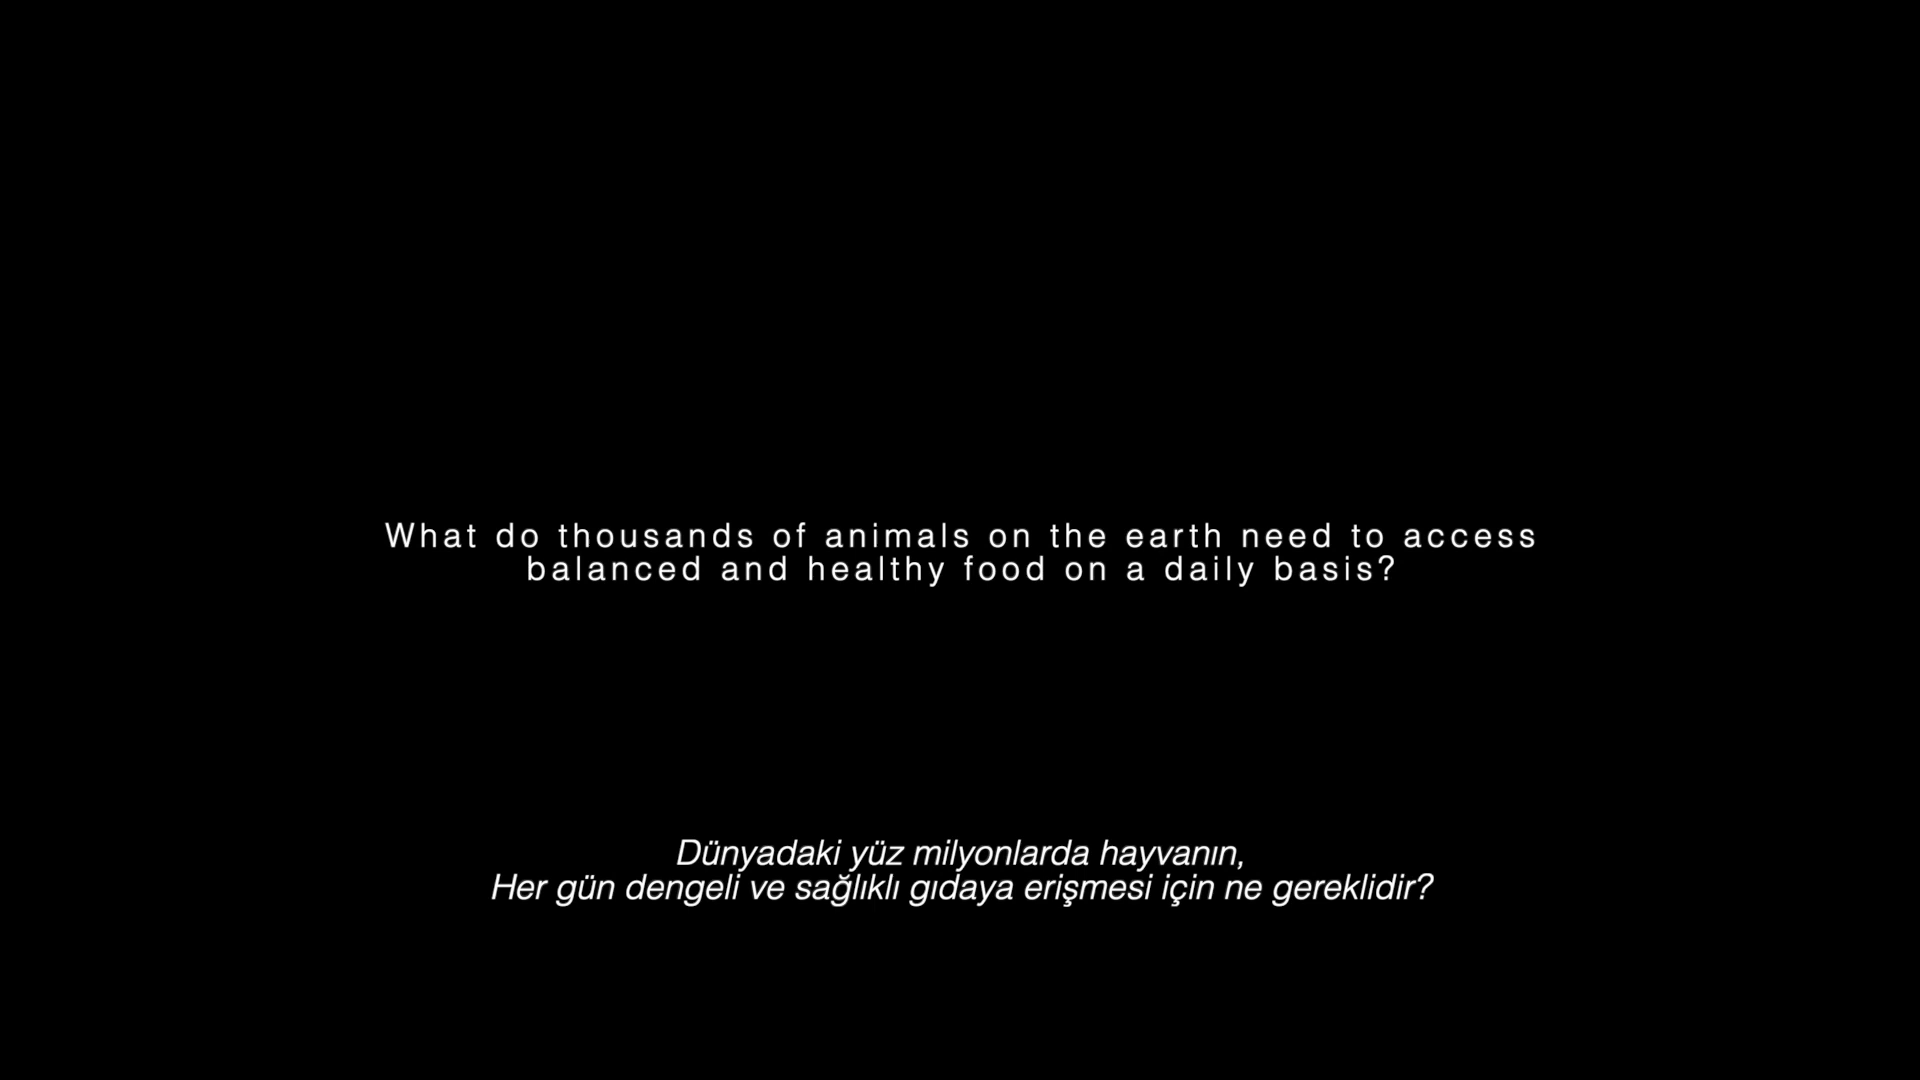 What do thousands of animals on the earth need to access
balanced and healthy food on a daily basis?
Dünyadaki yüz milyonlarda hayvanın,
Her gün dengeli ve sağlıklı gıdaya erişmesi için ne gereklidir?